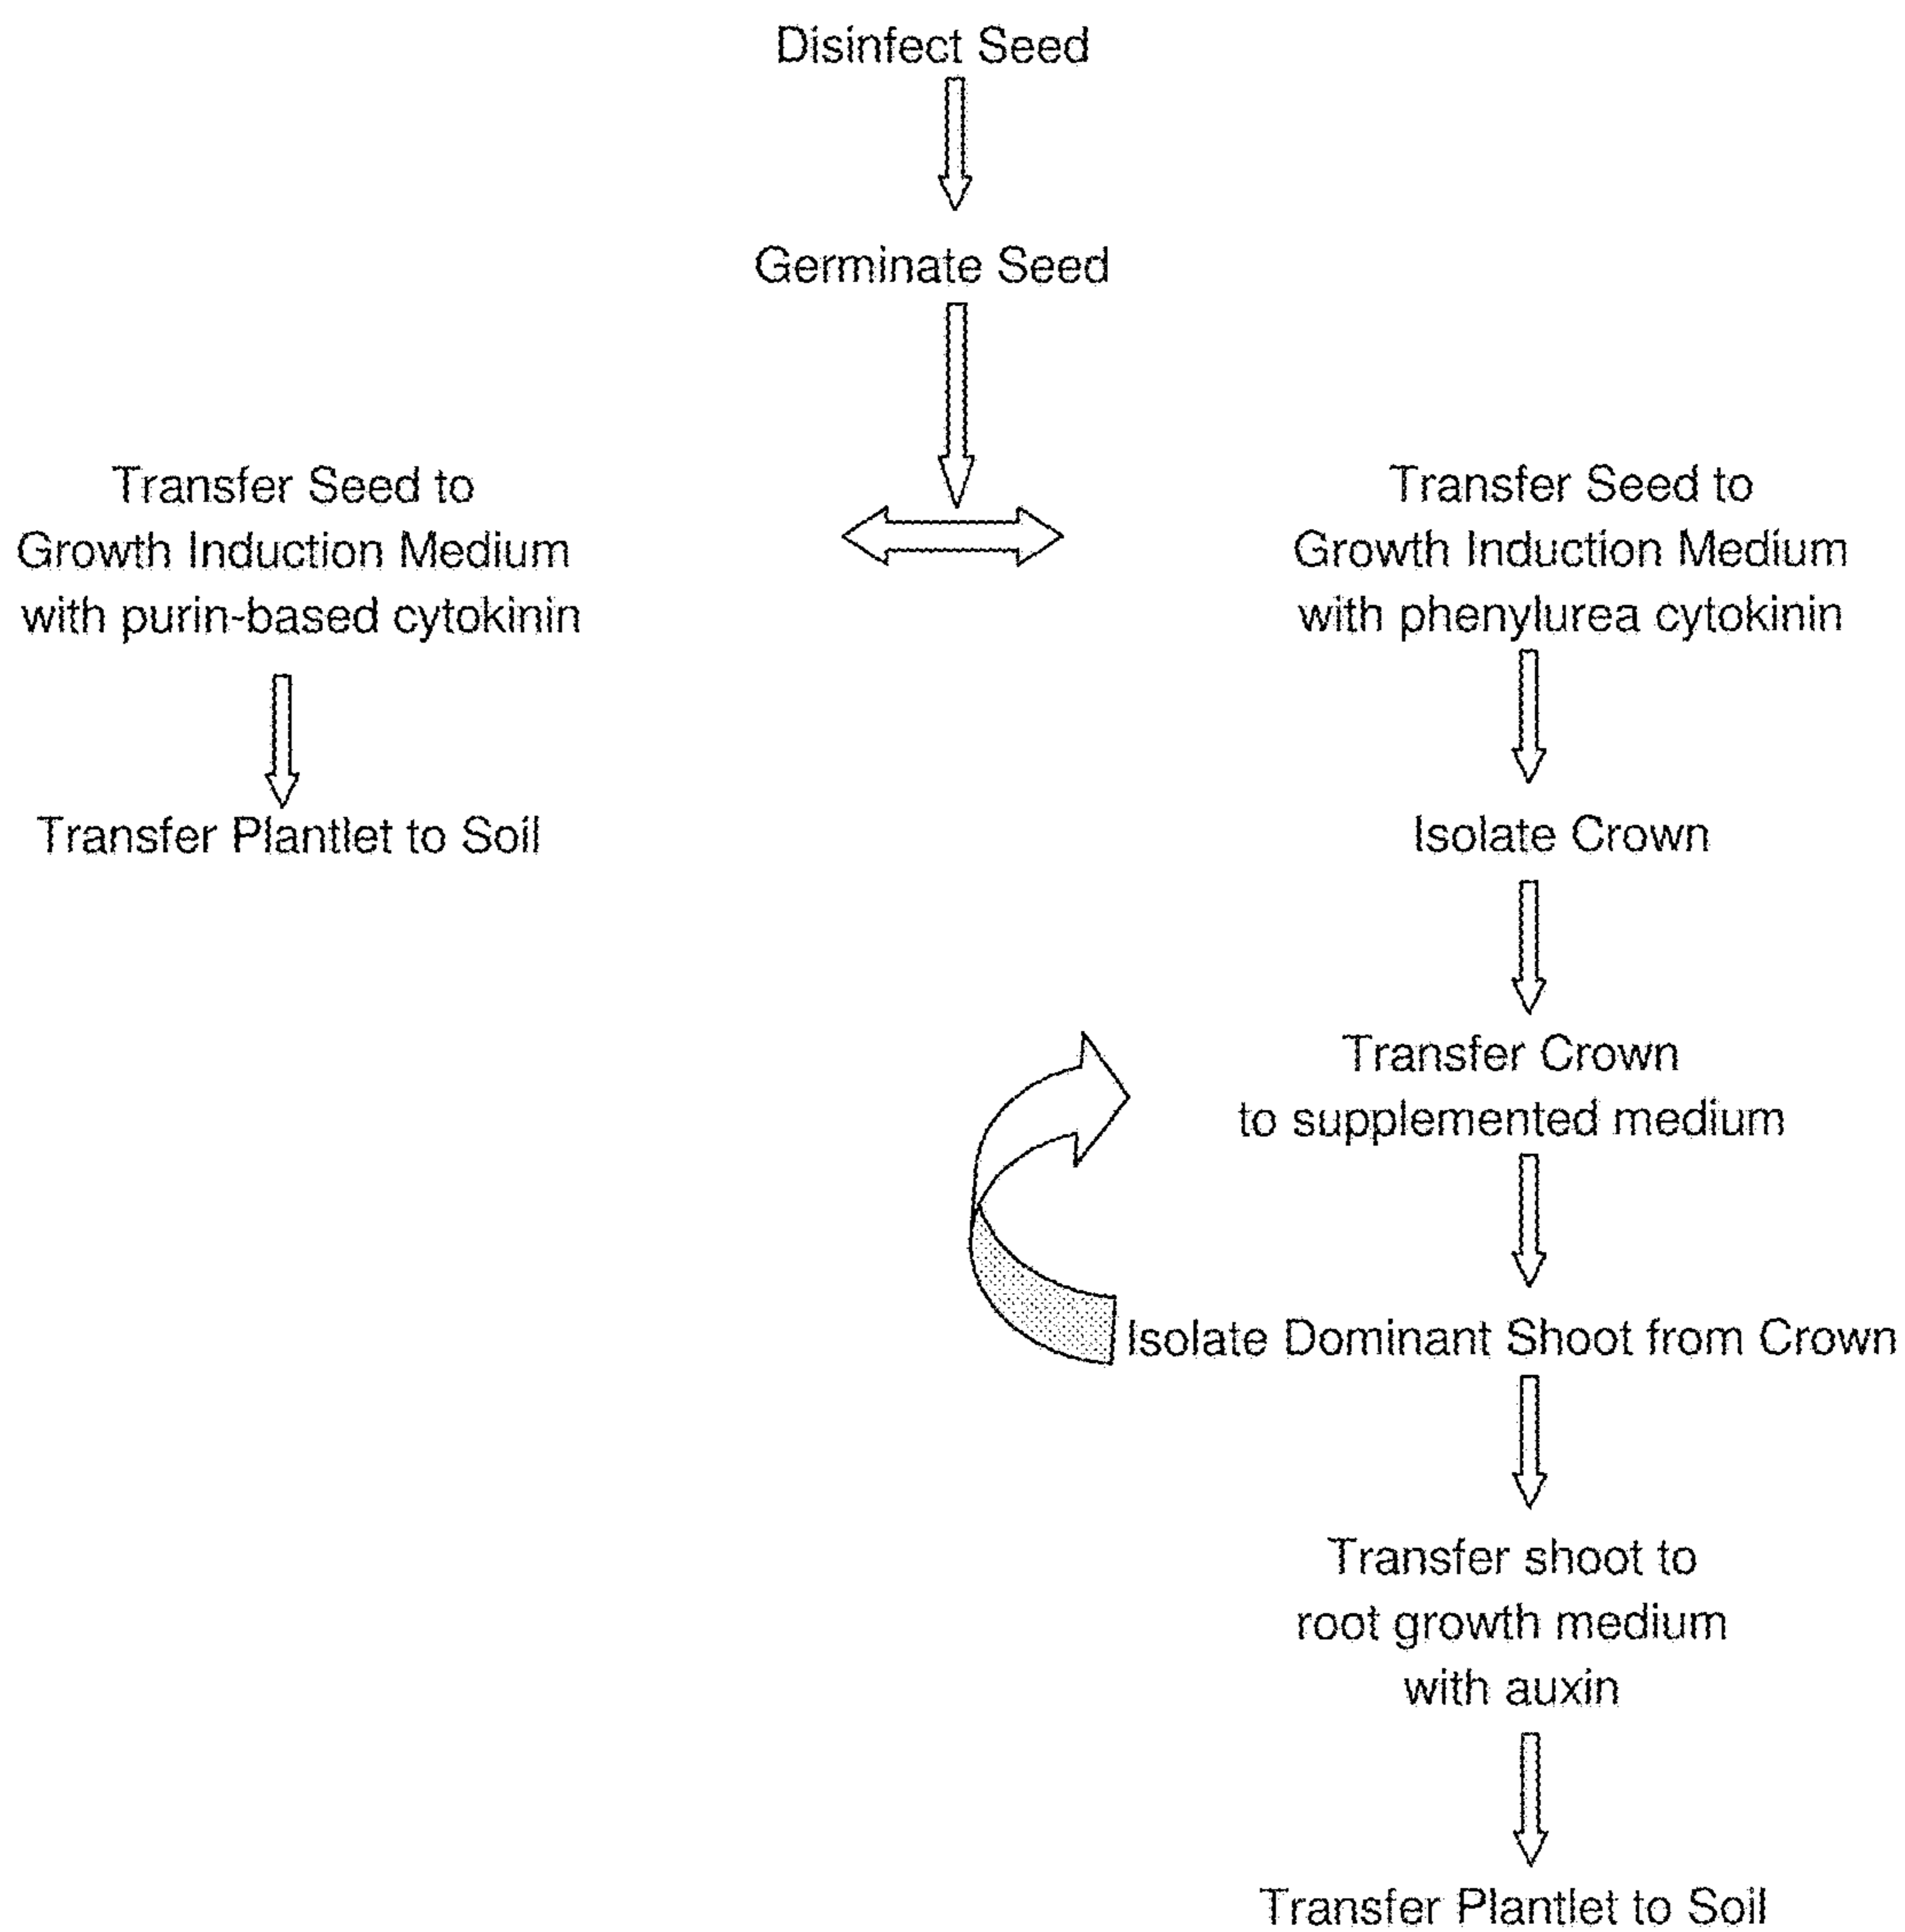 Disinfect Seed
Germinate Seed
Transfer Seed to
Growth Induction Medium
with purin-based cytokinin
Transfer Plantlet to Soil
Transfer Seed to
Growth Induction Medium
with phenylurea cytokinin
Isolate Crown
Transfer Crown
to supplemented medium
Isolate Dominant Shoot from Crown
Transfer shoot to
root growth medium
with auxin
Transfer Plantlet to Soil